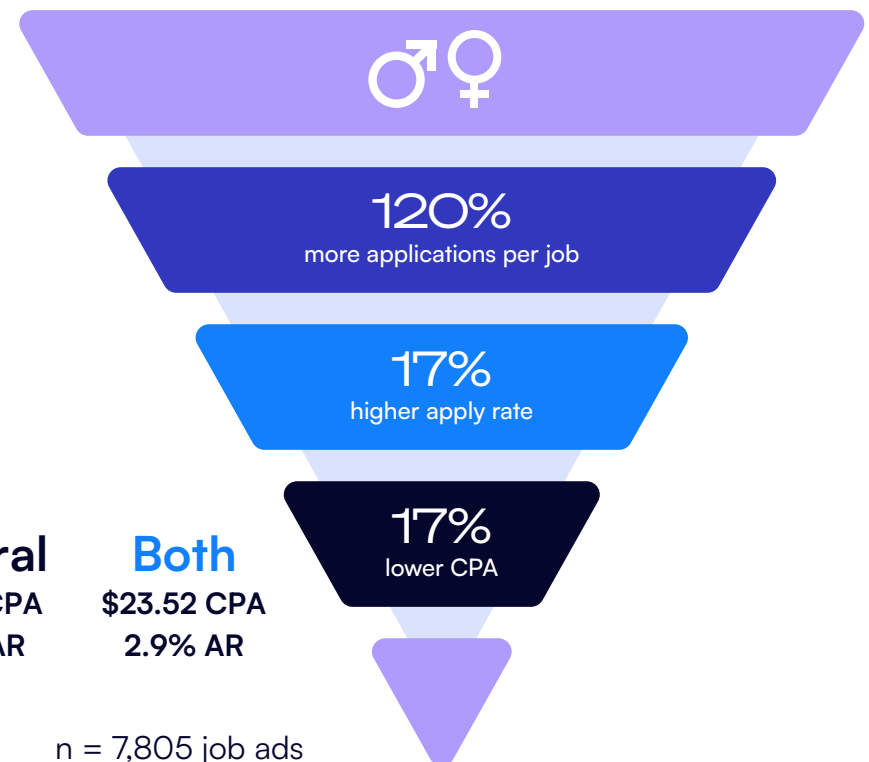 120%
more applications per job
17%
higher apply rate
17%
lower CPA
Both
$23.52 CPA
2.9% AR
n = 7,805 job ads